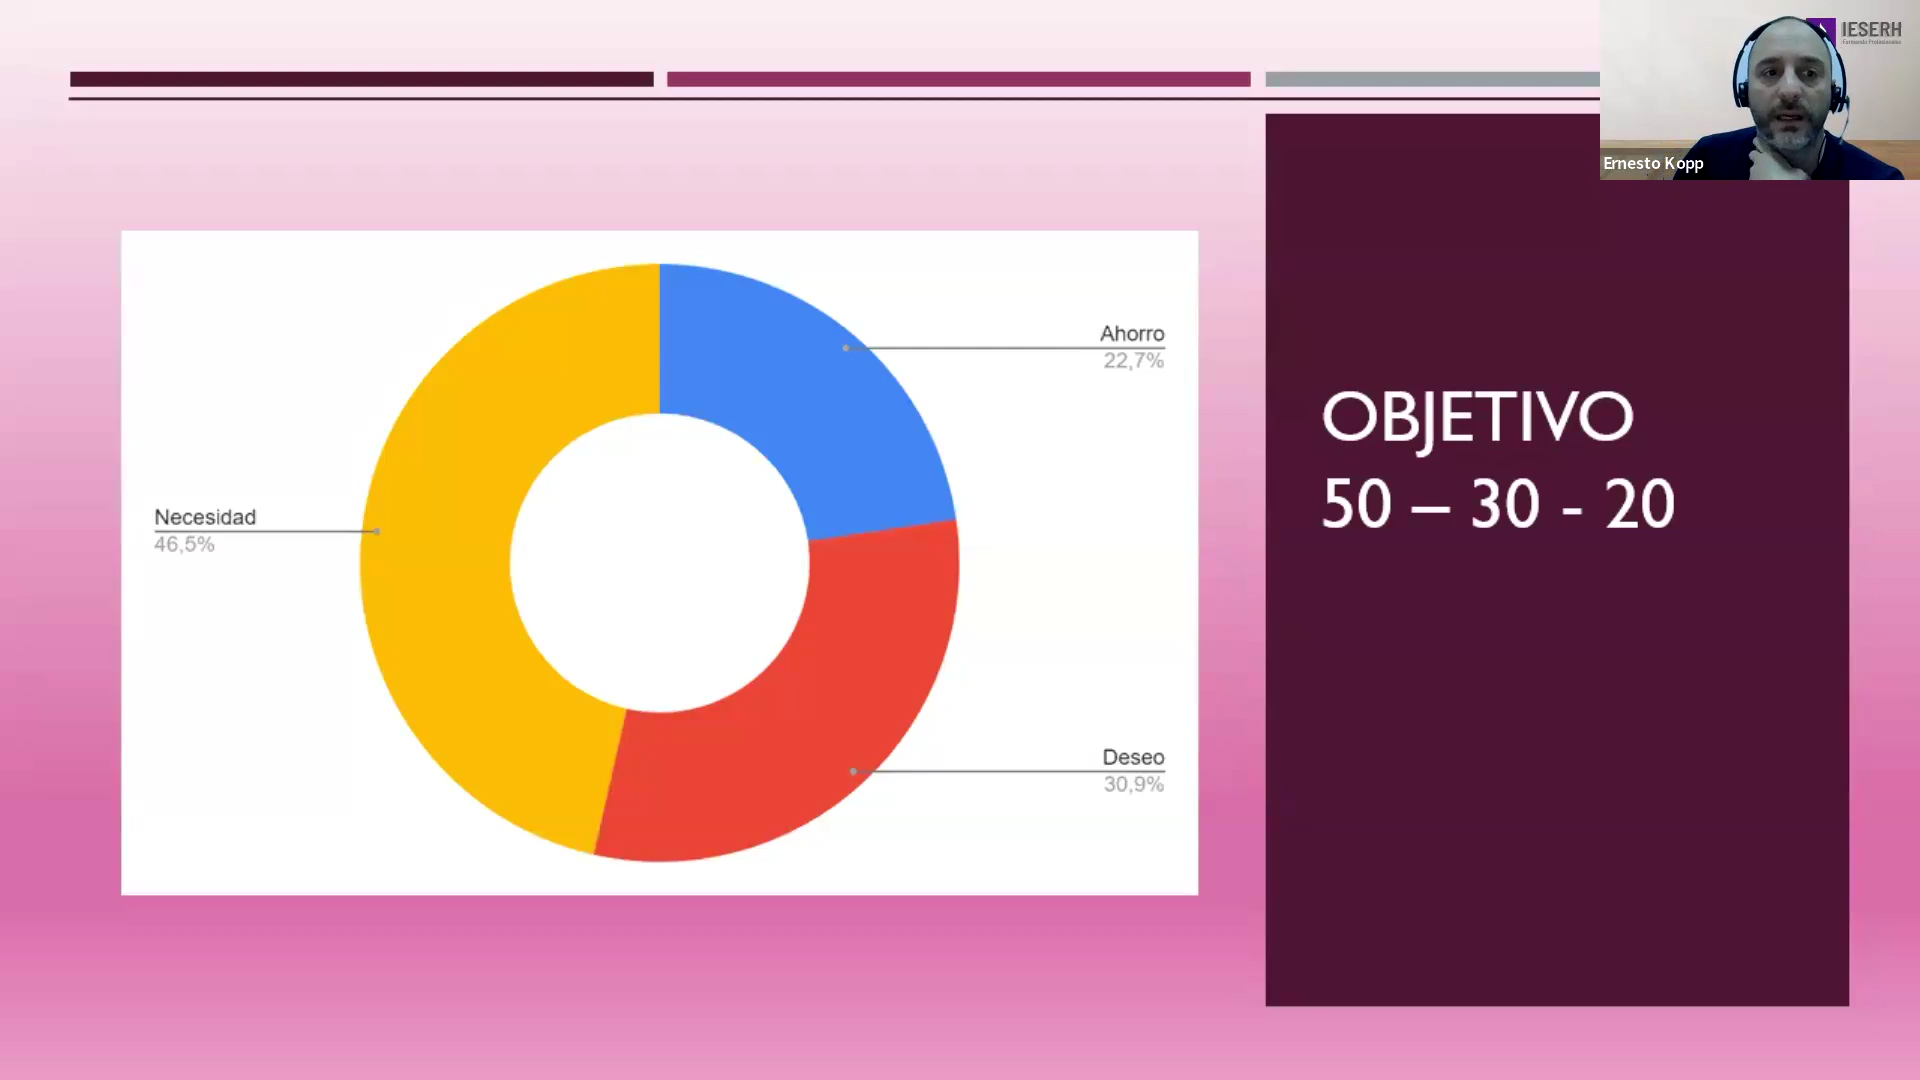 IESERH
Ernesto Kopp
Ahorro
22,7%
Necesidad
46,5%
Deseo
30,9%
OBJETIVO
50 – 30 - 20